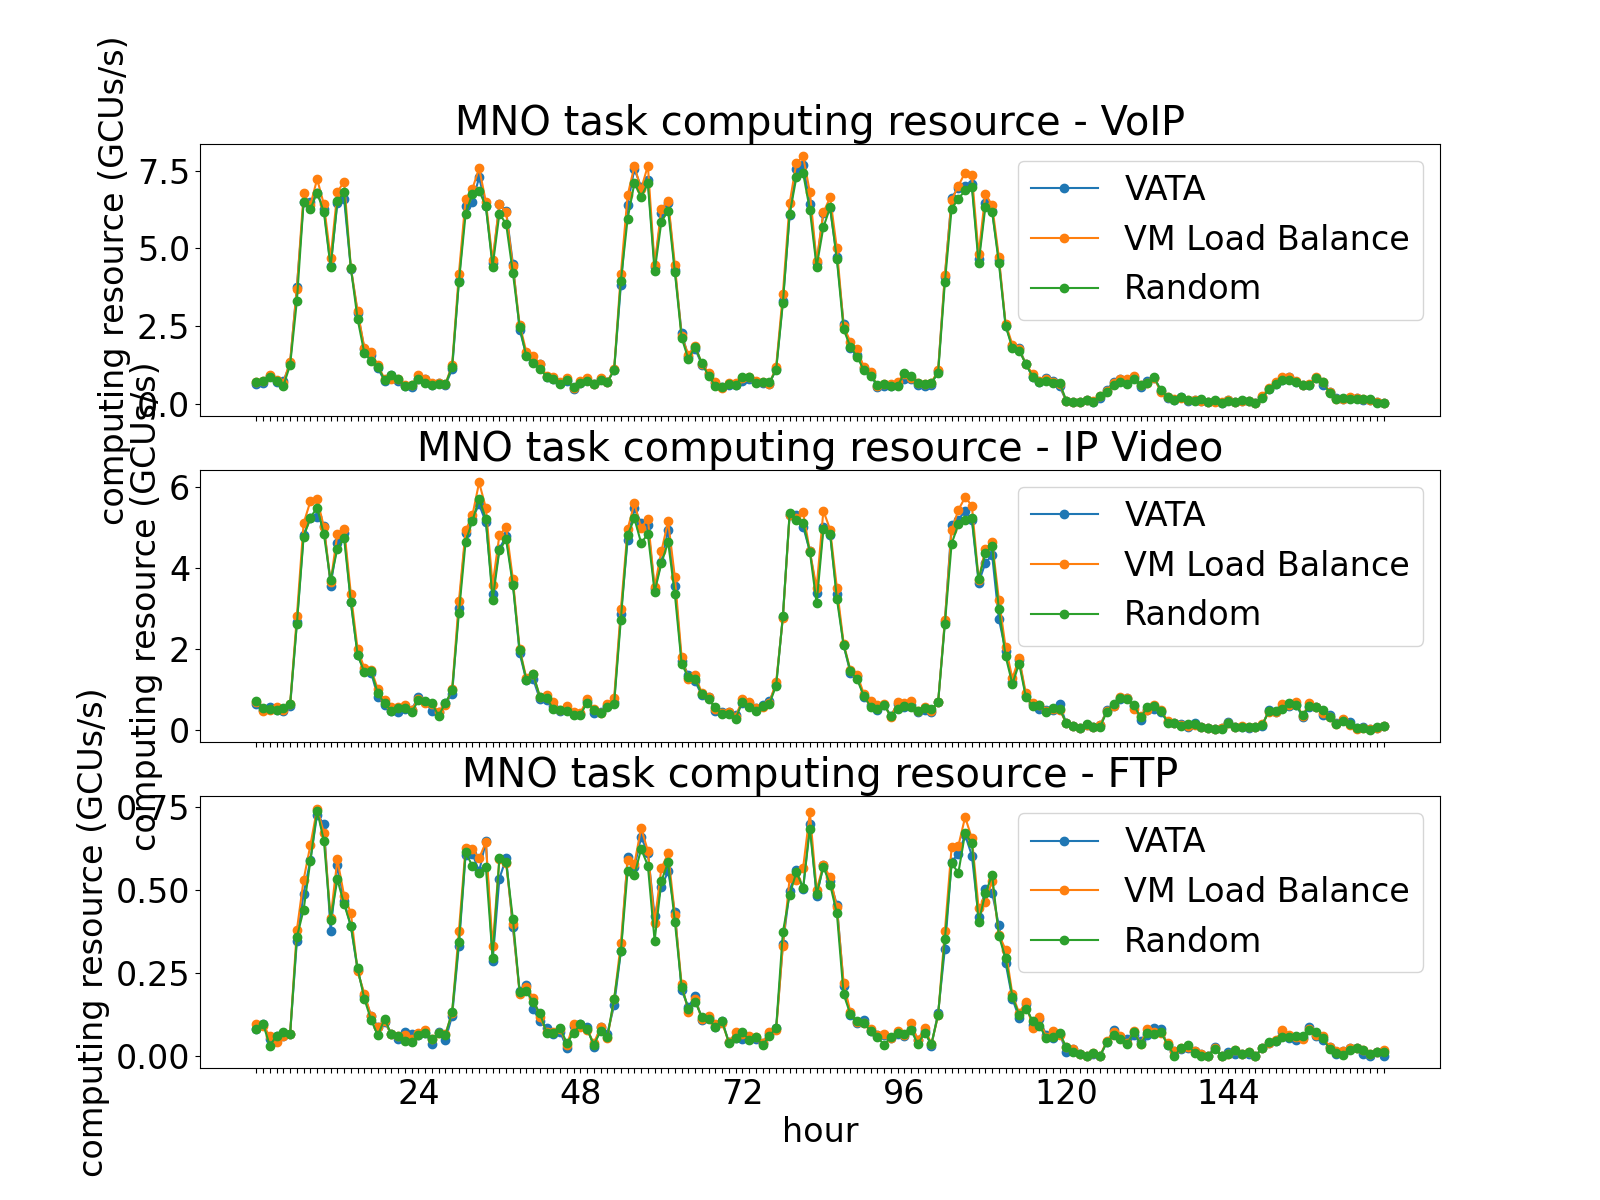 MNO task computing resource - VoIP
computing resource (GCUs/s)
7.5
5.0
2.5
0.0
VATA
VM Load Balance
Random
MNO task computing resource - IP Video
computing resource (GCUs/s)
6
4
2
0
VATA
VM Load Balance
Random
MNO task computing resource - FTP
computing resource (GCUs/s)
0.75
0.50
0.25
0.00
VATA
VM Load Balance
Random
24 48 72 96 120 144
hour